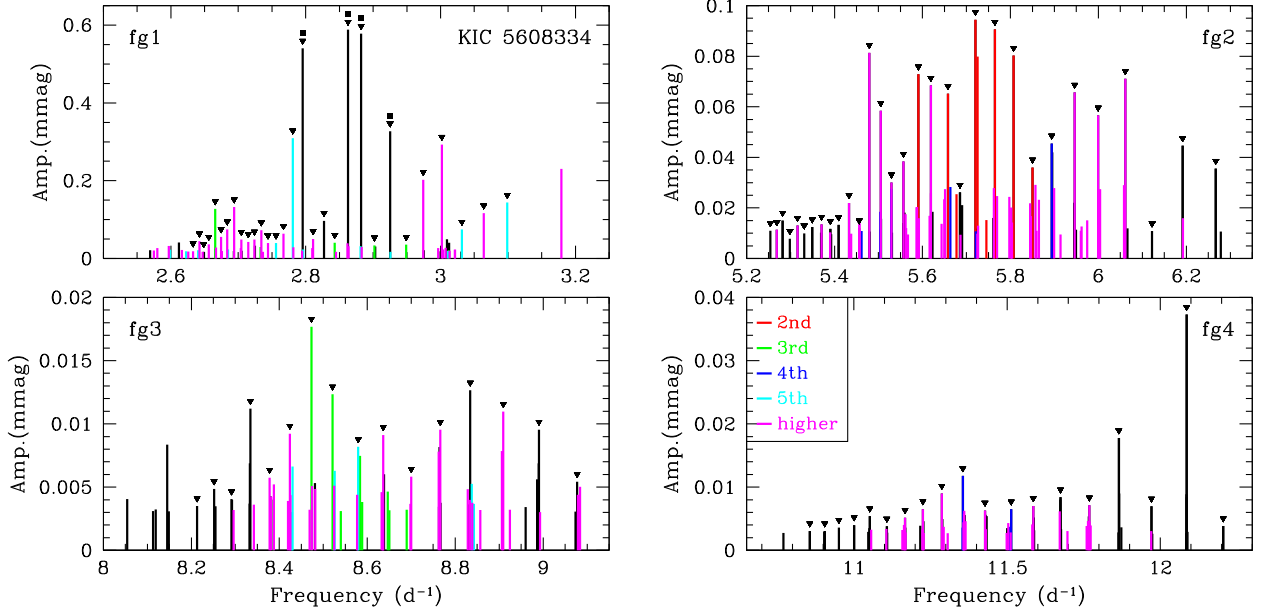 fg1 KIC 5608334
Amp.(mmag)
0.6
0.4
0.2
0
2.6 2.8 3 3.2
fg2
Amp.(mmag)
0.1
0.08
0.06
0.04
0.02
0
5.2 5.4 5.6 5.8 6 6.2
fg3
Amp.(mmag)
0.02
0.015
0.01
0.005
0
8 8.2 8.4 8.6 8.8 9
Frequency (d⁻¹)
fg4
Amp.(mmag)
0.04
0.03
0.02
0.01
0
2nd
3rd
4th
5th
higher
11 11.5 12
Frequency (d⁻¹)